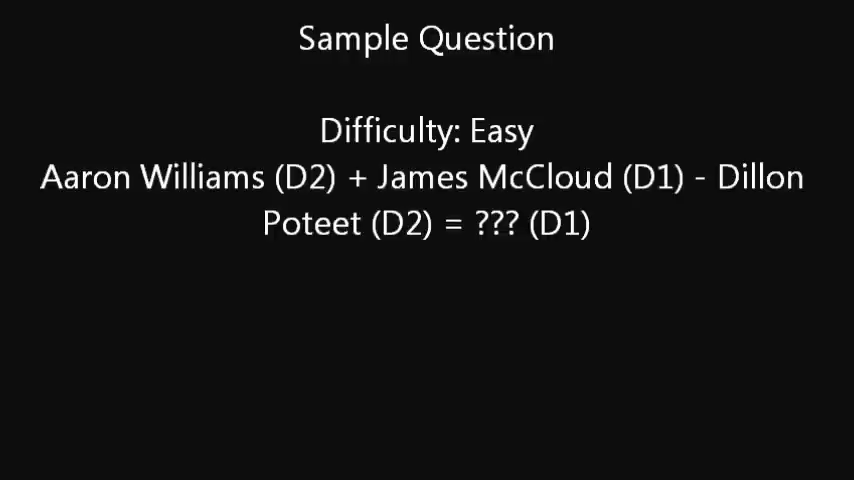 Sample Question
Difficulty: Easy
Aaron Williams (D2) + James McCloud (D1) - Dillon
Poteet (D2) = ??? (D1)